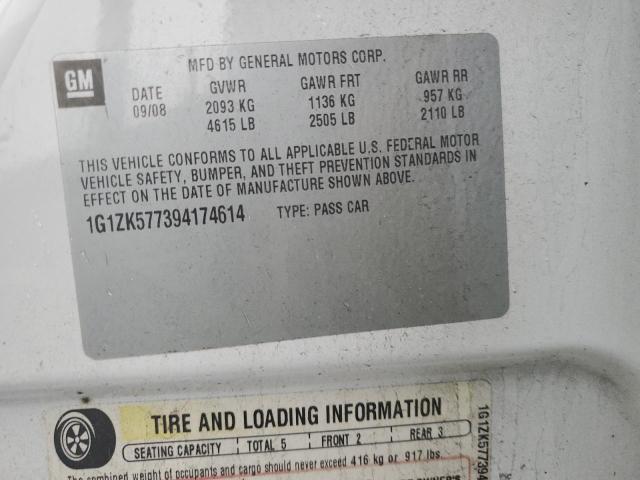 GM
MFD BY GENERAL MOTORS CORP.
DATE GVWR GAWR FRT GAWR RR
09/08 2093 KG 1136 KG 957 KG
4615 LB 2505 LB 2110 LB
THIS VEHICLE CONFORMS TO ALL APPLICABLE U.S. FEDERAL MOTOR
VEHICLE SAFETY, BUMPER, AND THEFT PREVENTION STANDARDS IN
EFFECT ON THE DATE OF MANUFACTURE SHOWN ABOVE.
1G1ZK577394174614 TYPE: PASS CAR
TIRE AND LOADING INFORMATION
SEATING CAPACITY TOTAL 5 FRONT 2 REAR 3
The combined weight of occupants and cargo should never exceed 416 kg or 917 lbs.
OWNER'S
1G1ZK577394